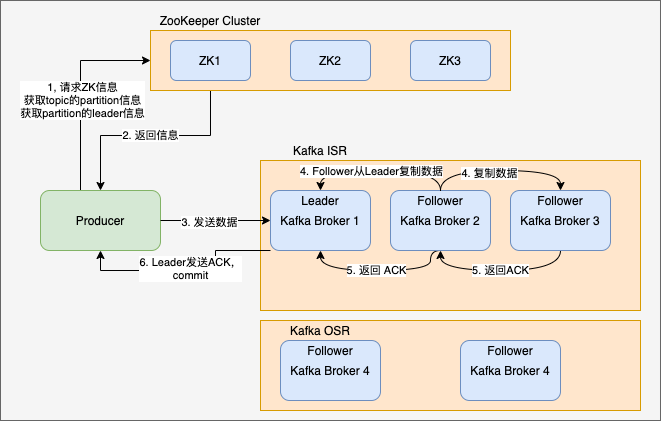 ZooKeeper Cluster
ZK1
ZK2
ZK3
1, 请求ZK信息
获取topic的partition信息
获取partition的leader信息
2. 返回信息
Kafka ISR
4. Follower从Leader复制数据
4. 复制数据
Producer
3. 发送数据
Leader
Kafka Broker 1
Follower
Kafka Broker 2
Follower
Kafka Broker 3
6. Leader发送ACK,
commit
5. 返回 ACK
5. 返回ACK
Kafka OSR
Follower
Kafka Broker 4
Follower
Kafka Broker 4